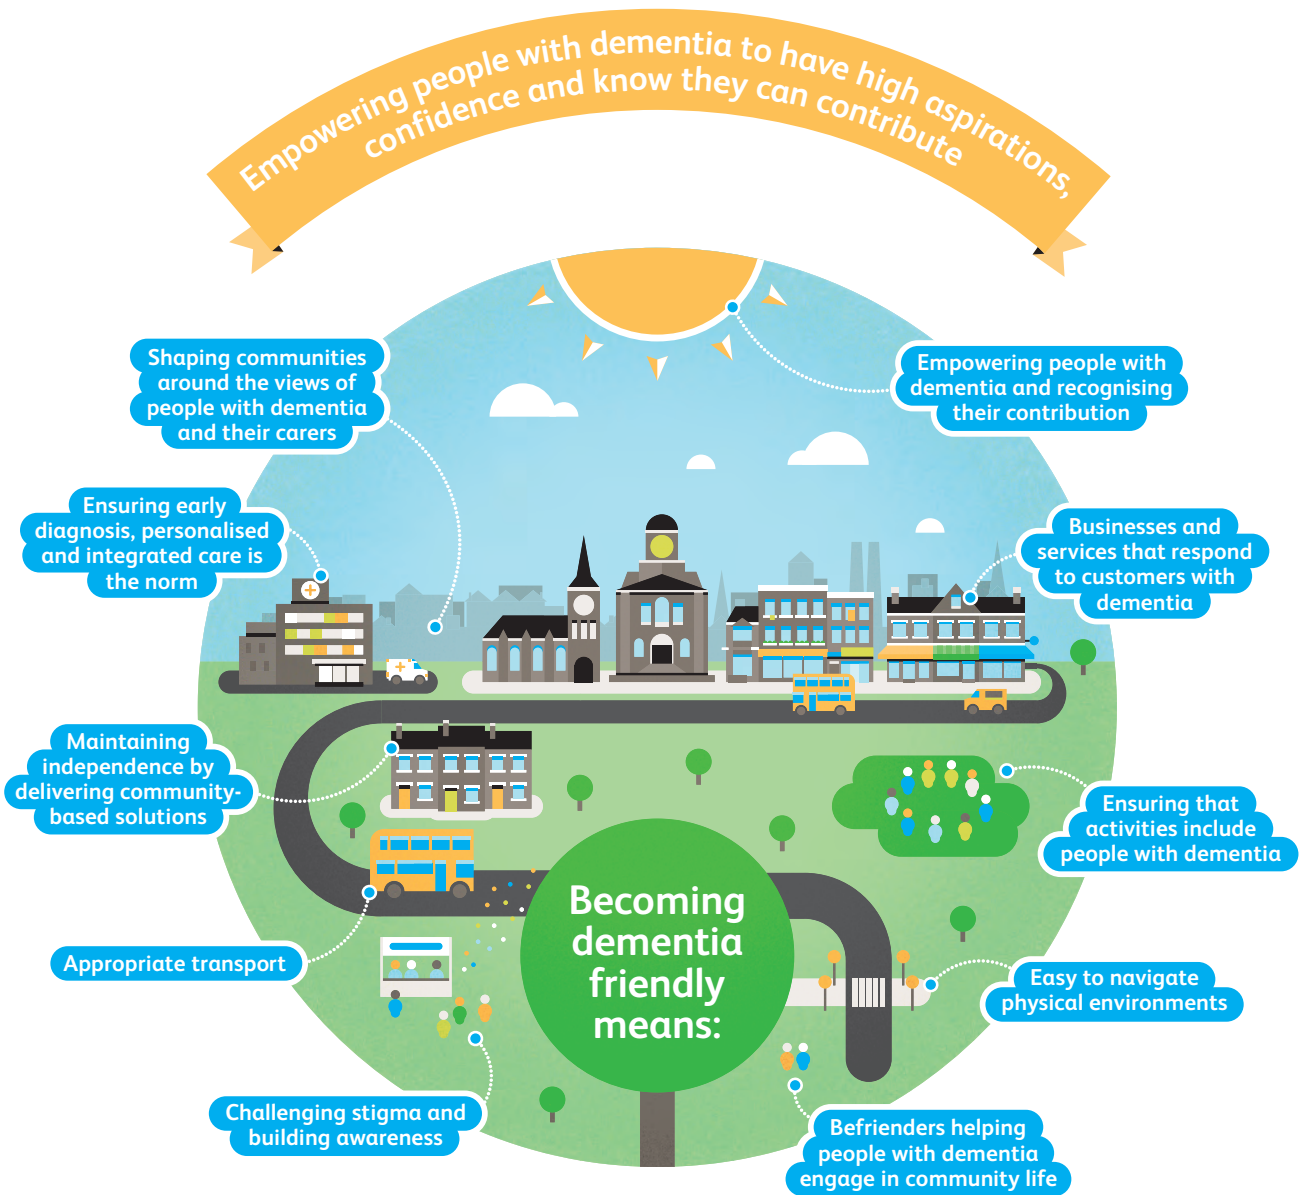 Empowering people with dementia to have high aspirations,
confidence and know they can contribute
Shaping communities
around the views of
people with dementia
and their carers
Empowering people with
dementia and recognising
their contribution
Ensuring early
diagnosis, personalised
and integrated care is
the norm
Businesses and
services that respond
to customers with
dementia
Maintaining
independence by
delivering community-
based solutions
Ensuring that
activities include
people with dementia
Becoming
dementia
friendly
means:
Appropriate transport
Easy to navigate
physical environments
Challenging stigma and
building awareness
Befrienders helping
people with dementia
engage in community life